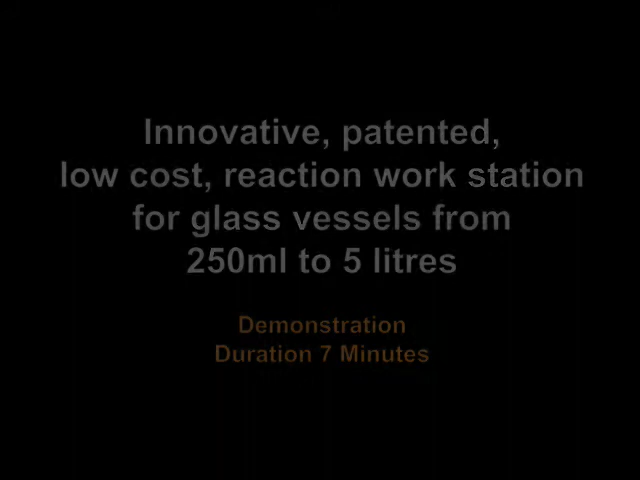 Innovative, patented,
low cost, reaction work station
for glass vessels from
250ml to 5 litres
Demonstration
Duration 7 Minutes